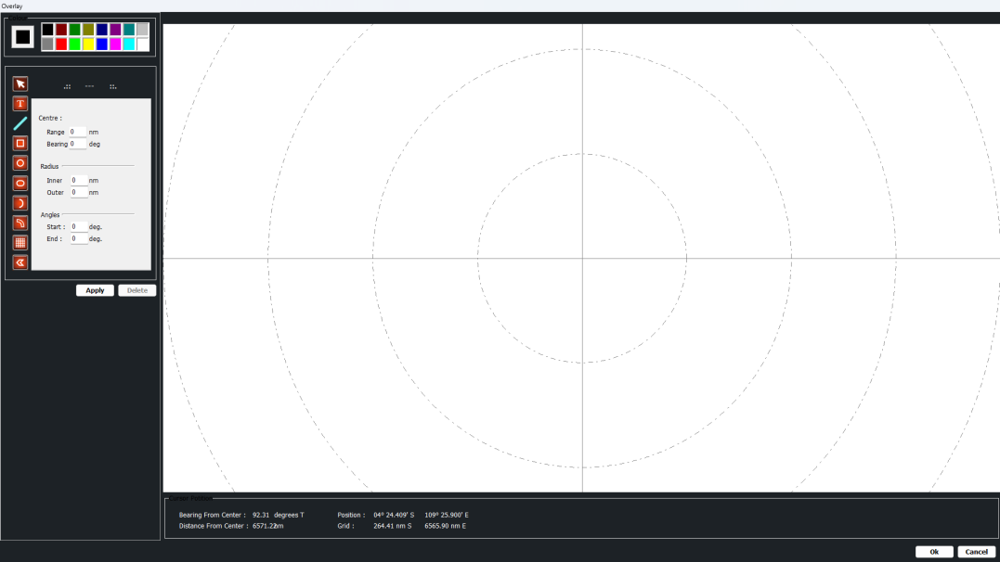 Overlay
Colour
.:: --- ::.
T
Centre :
Range 0 nm
Bearing 0 deg
Radius
Inner 0 nm
Outer 0 nm
Angles
Start : 0 deg.
End : 0 deg.
Apply Delete
Cursor Position
Bearing From Center : 92.31 degrees T Position : 04° 24.409' S 109° 25.900' E
Distance From Center : 6571.22nm Grid : 264.41 nm S 6565.90 nm E
Ok Cancel